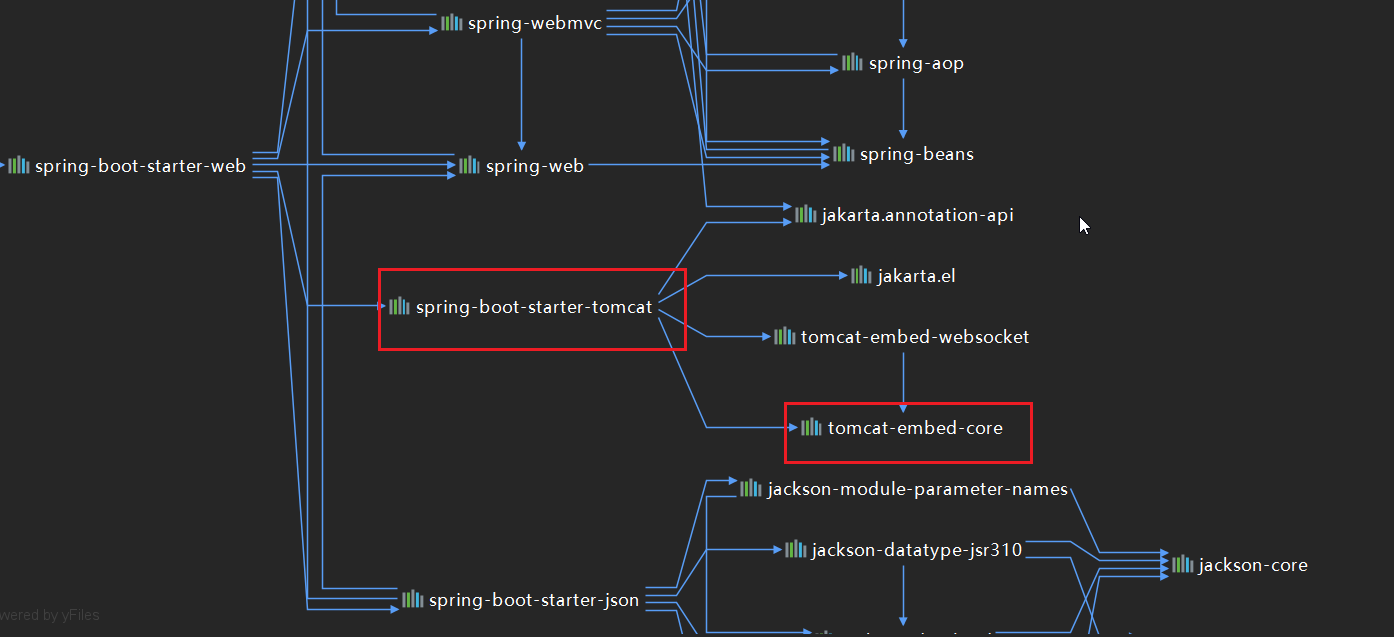 spring-webmvc
spring-aop
spring-beans
spring-boot-starter-web
spring-web
jakarta.annotation-api
jakarta.el
spring-boot-starter-tomcat
tomcat-embed-websocket
tomcat-embed-core
jackson-module-parameter-names
jackson-datatype-jsr310
jackson-core
spring-boot-starter-json
wered by yFiles